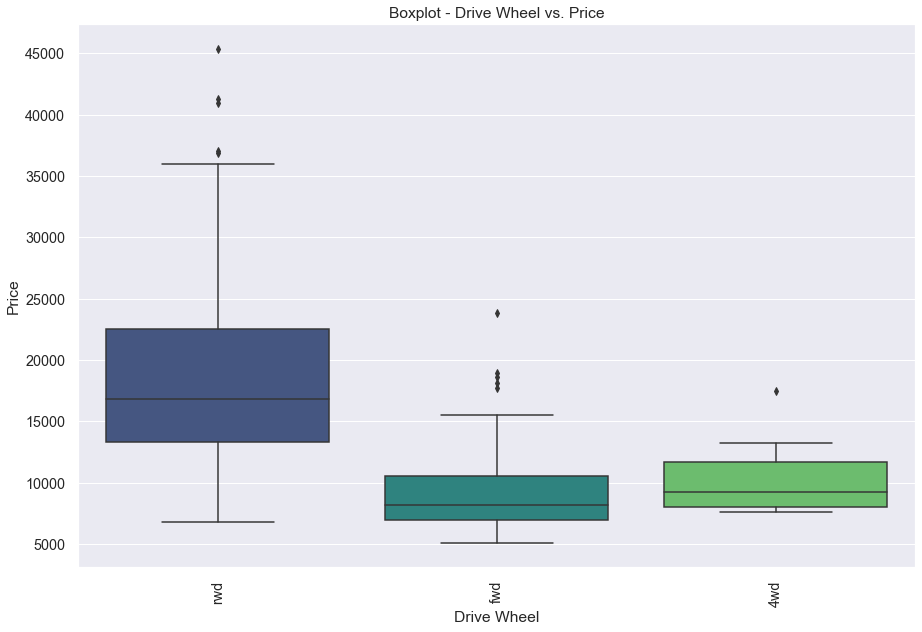 Boxplot - Drive Wheel vs. Price
45000
40000
35000
30000
25000
20000
15000
10000
5000
Price
rwd
fwd
4wd
Drive Wheel